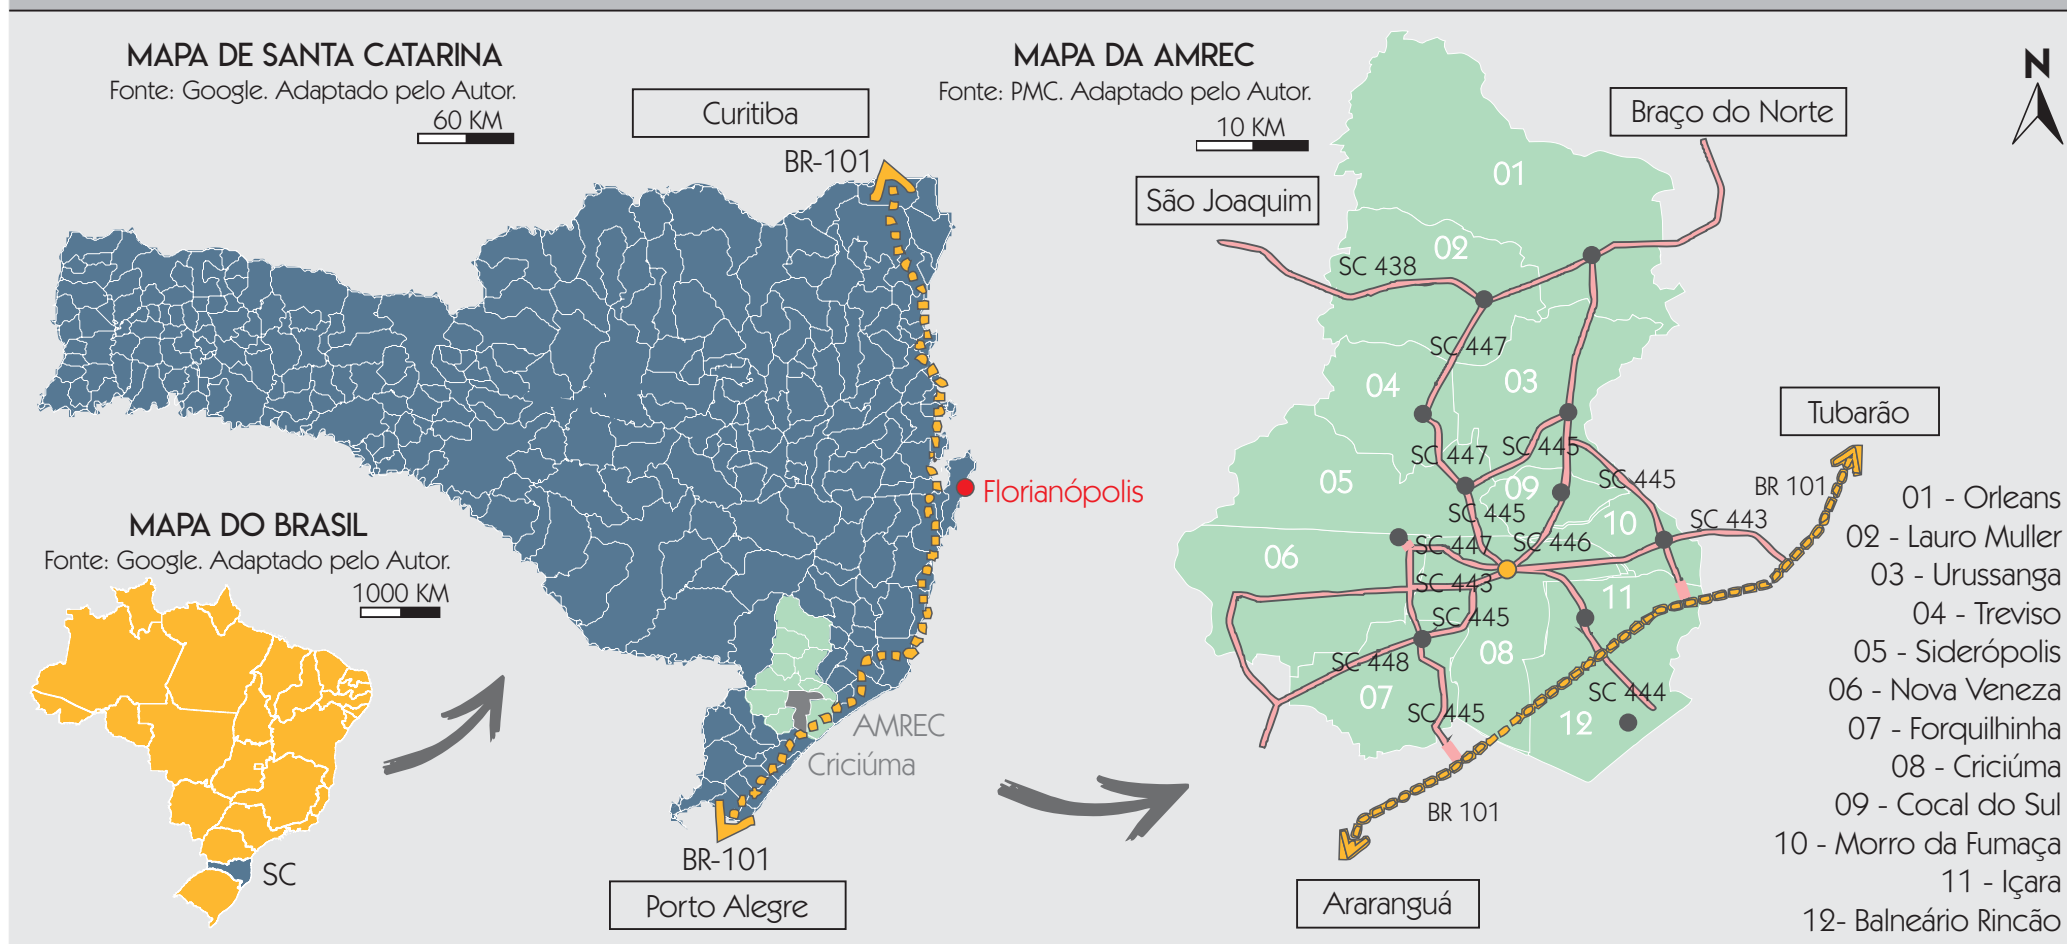 MAPA DE SANTA CATARINA
Fonte: Google. Adaptado pelo Autor.
60 KM
Curitiba
BR-101
Florianópolis
AMREC
Criciúma
BR-101
Porto Alegre
MAPA DO BRASIL
Fonte: Google. Adaptado pelo Autor.
1000 KM
SC
MAPA DA AMREC
Fonte: PMC. Adaptado pelo Autor.
10 KM
N
Braço do Norte
São Joaquim
01
02
SC 438
SC 447
03
04
Tubarão
SC 447
SC 445
SC 445
05
09
BR 101
SC 445
10
SC 443
06
SC 447
SC 446
SC 443
11
SC 445
08
SC 448
07
SC 444
SC 445
12
BR 101
Araranguá
01 - Orleans
02 - Lauro Muller
03 - Urussanga
04 - Treviso
05 - Siderópolis
06 - Nova Veneza
07 - Forquilhinha
08 - Criciúma
09 - Cocal do Sul
10 - Morro da Fumaça
11 - Içara
12- Balneário Rincão